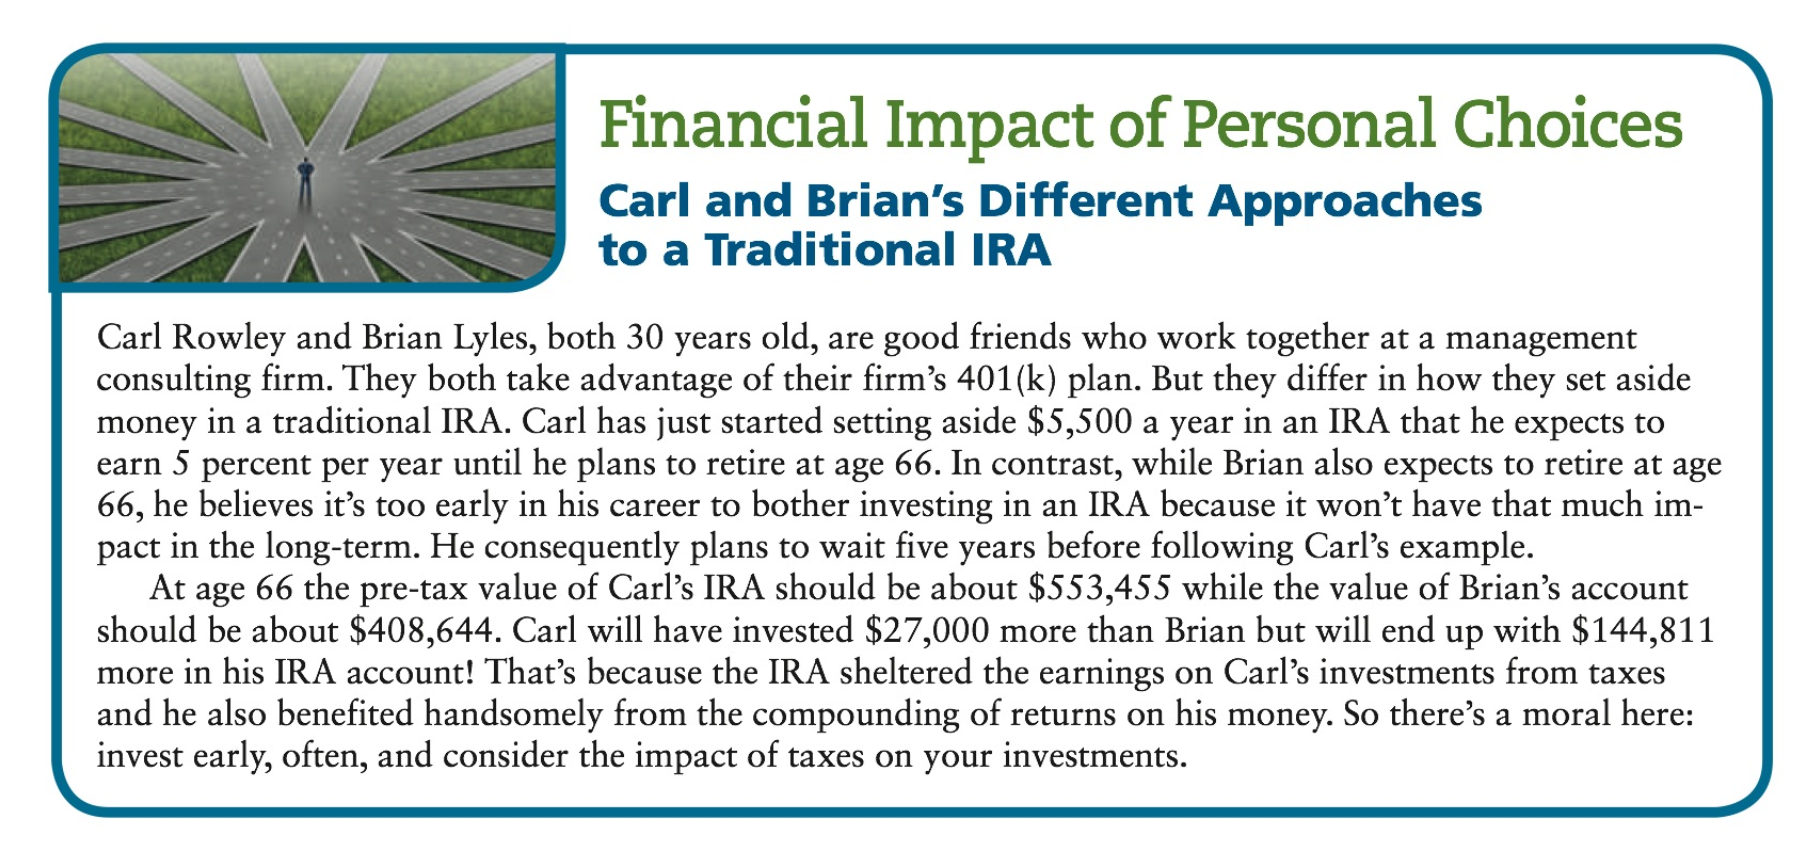 Financial Impact of Personal Choices
Carl and Brian's Different Approaches
to a Traditional IRA
Carl Rowley and Brian Lyles, both 30 years old, are good friends who work together at a management
consulting firm. They both take advantage of their firm's 401(k) plan. But they differ in how they set aside
money in a traditional IRA. Carl has just started setting aside $5,500 a year in an IRA that he expects to
earn 5 percent per year until he plans to retire at age 66. In contrast, while Brian also expects to retire at age
66, he believes it's too early in his career to bother investing in an IRA because it won't have that much im-
pact in the long-term. He consequently plans to wait five years before following Carl's example.
At age 66 the pre-tax value of Carl's IRA should be about $553,455 while the value of Brian's account
should be about $408,644. Carl will have invested $27,000 more than Brian but will end up with $144,811
more in his IRA account! That's because the IRA sheltered the earnings on Carl's investments from taxes
and he also benefited handsomely from the compounding of returns on his money. So there's a moral here:
invest early, often, and consider the impact of taxes on your investments.